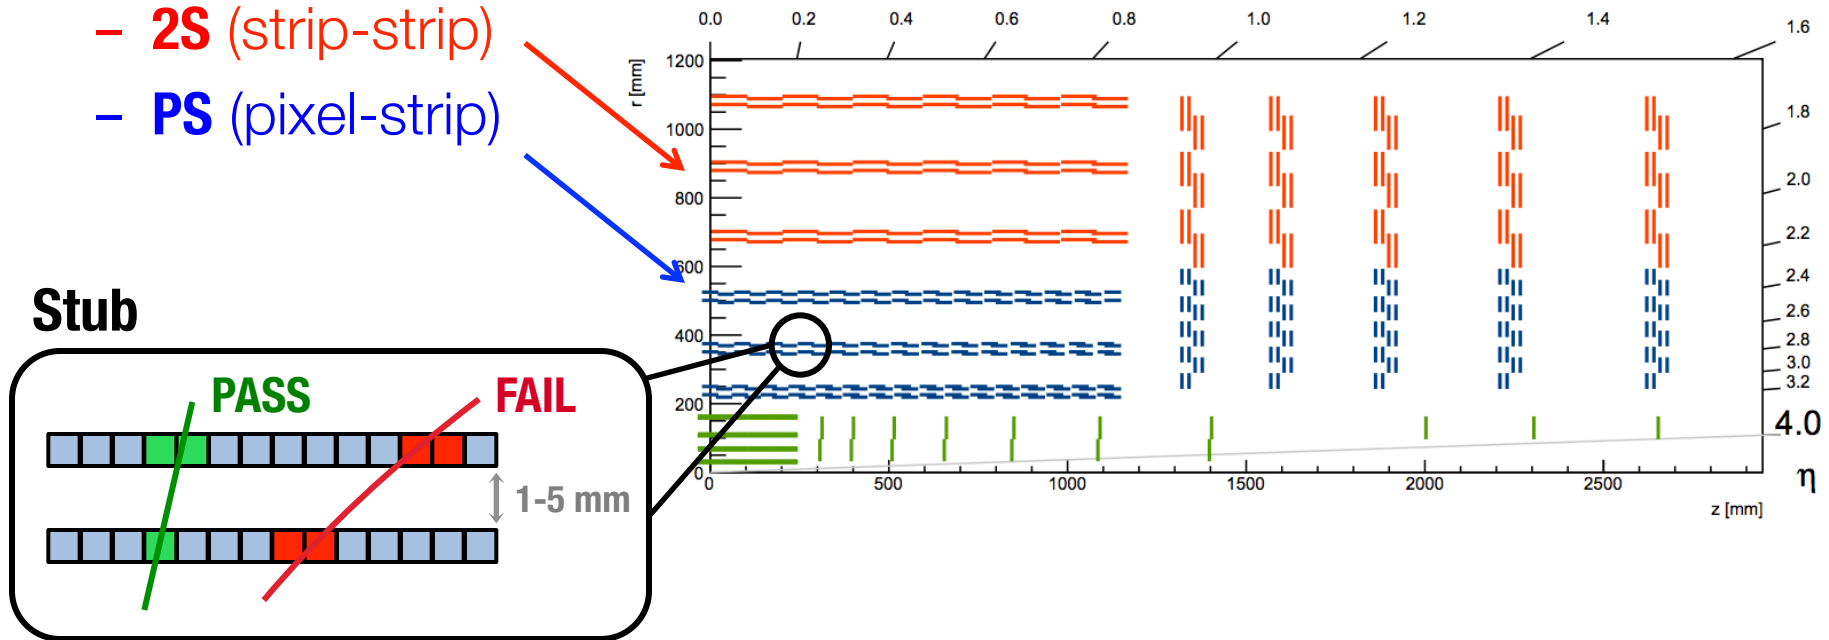 – 2S (strip-strip)
– PS (pixel-strip)
Stub
PASS
FAIL
1-5 mm
0.0 0.2 0.4 0.6 0.8 1.0 1.2 1.4 1.6
1.8
2.0
2.2
2.4
2.6
2.8
3.0
3.2
4.0
η
r [mm]
1200
1000
800
600
400
200
0
0 500 1000 1500 2000 2500
z [mm]